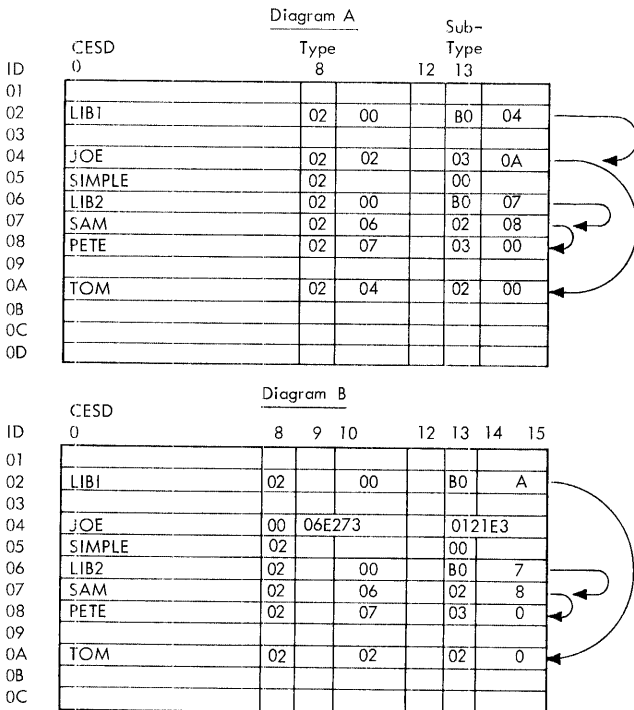 Diagram A
Sub-
CESD Type Type
ID 0 8 12 13
01
02 LIB1 02 00 B0 04
03
04 JOE 02 02 03 0A
05 SIMPLE 02 00
06 LIB2 02 00 B0 07
07 SAM 02 06 02 08
08 PETE 02 07 03 00
09
0A TOM 02 04 02 00
0B
0C
0D
Diagram B
CESD
ID 0 8 9 10 12 13 14 15
01
02 LIB1 02 00 B0 A
03
04 JOE 00 06E273 0121E3
05 SIMPLE 02 00
06 LIB2 02 00 B0 7
07 SAM 02 06 02 8
08 PETE 02 07 03 0
09
0A TOM 02 02 02 0
0B
0C